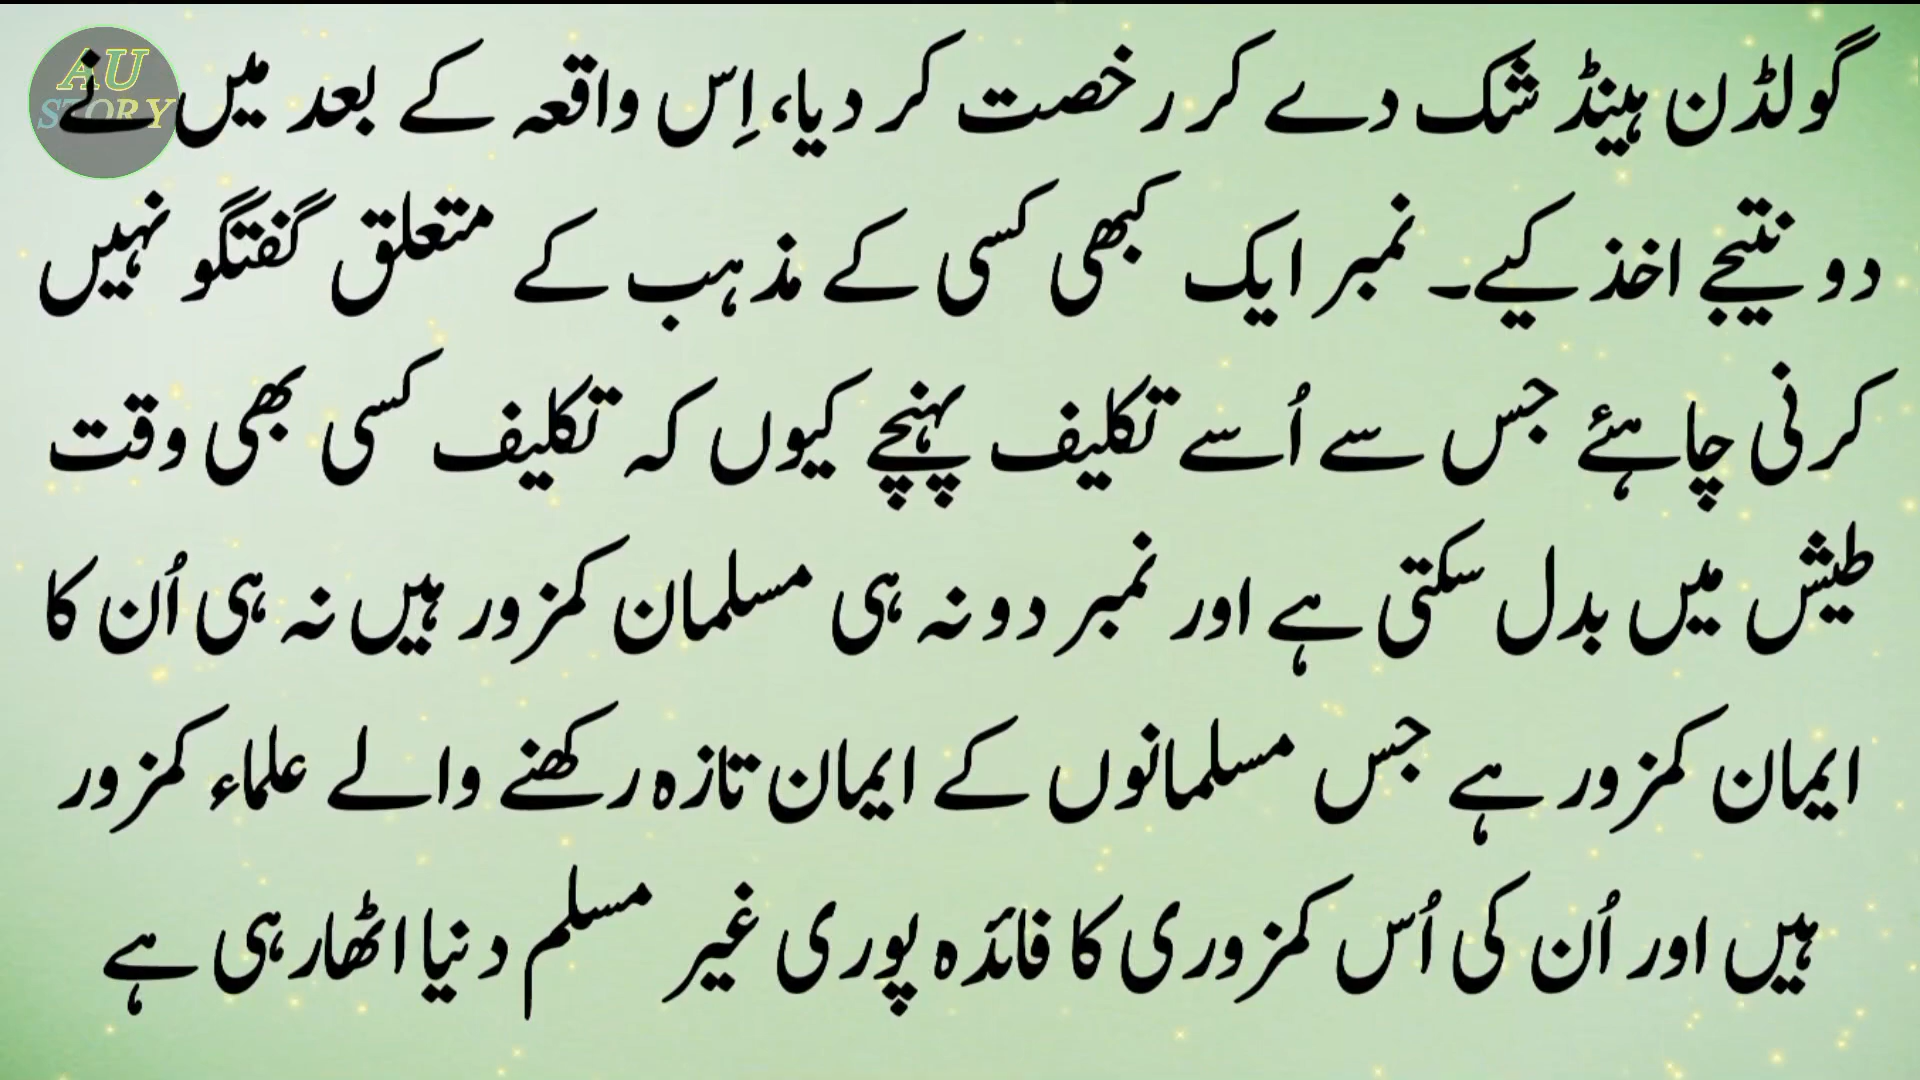 AU
STORY
گولڈن ہینڈ شک دے کر رخصت کر دیا، اِس واقعہ کے بعد میں نے
دو نتیجے اخذ کیے۔ نمبر ایک کبھی کسی کے مذہب کے متعلق گفتگو نہیں
کرنی چاہئے جس سے اُسے تکلیف پہنچے کیوں کہ تکلیف کسی بھی وقت
طیش میں بدل سکتی ہے اور نمبر دو نہ ہی مسلمان کمزور ہیں نہ ہی اُن کا
ایمان کمزور ہے جس مسلمانوں کے ایمان تازہ رکھنے والے علماء کمزور
ہیں اور اُن کی اُس کمزوری کا فائدہ پوری غیر مسلم دنیا اٹھا رہی ہے